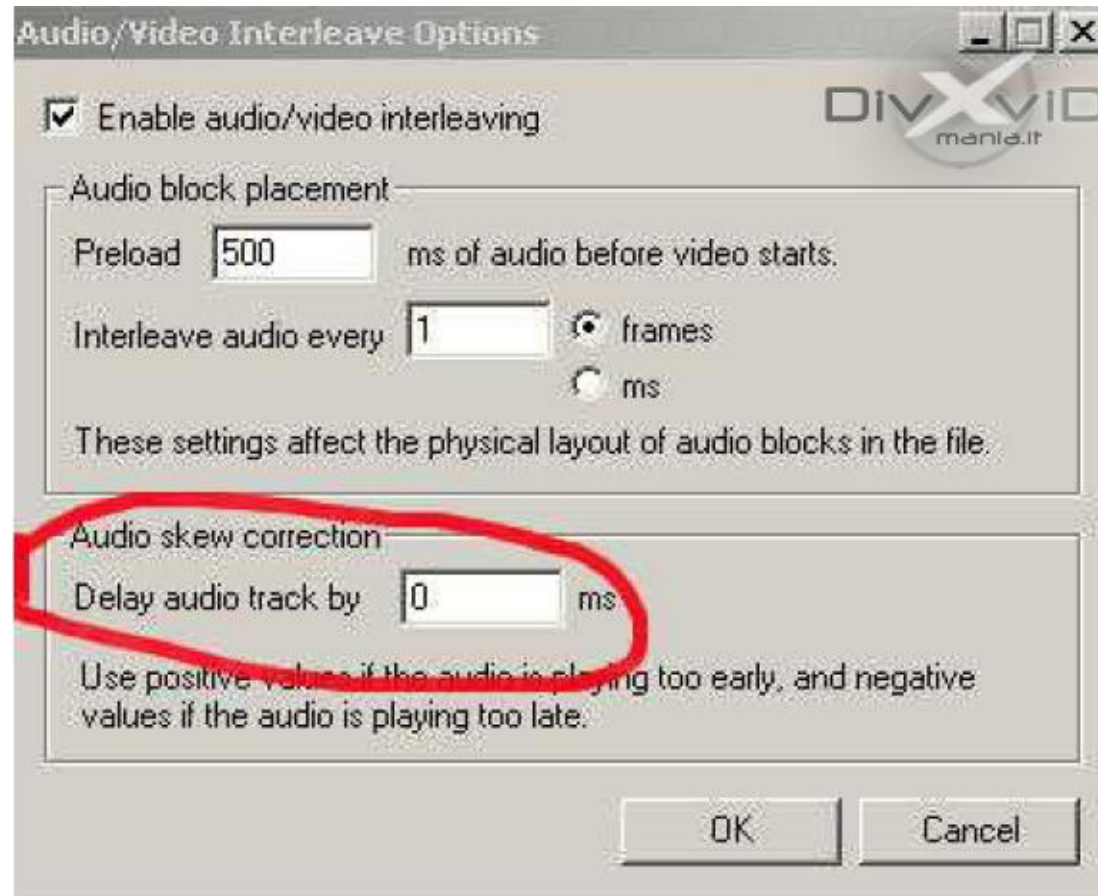 Audio/Video Interleave Options
DivXviD
mania.it
Enable audio/video interleaving
Audio block placement
Preload 500 ms of audio before video starts.
Interleave audio every 1 frames
ms
These settings affect the physical layout of audio blocks in the file.
Audio skew correction
Delay audio track by 0 ms
Use positive values if the audio is playing too early, and negative
values if the audio is playing too late.
OK Cancel